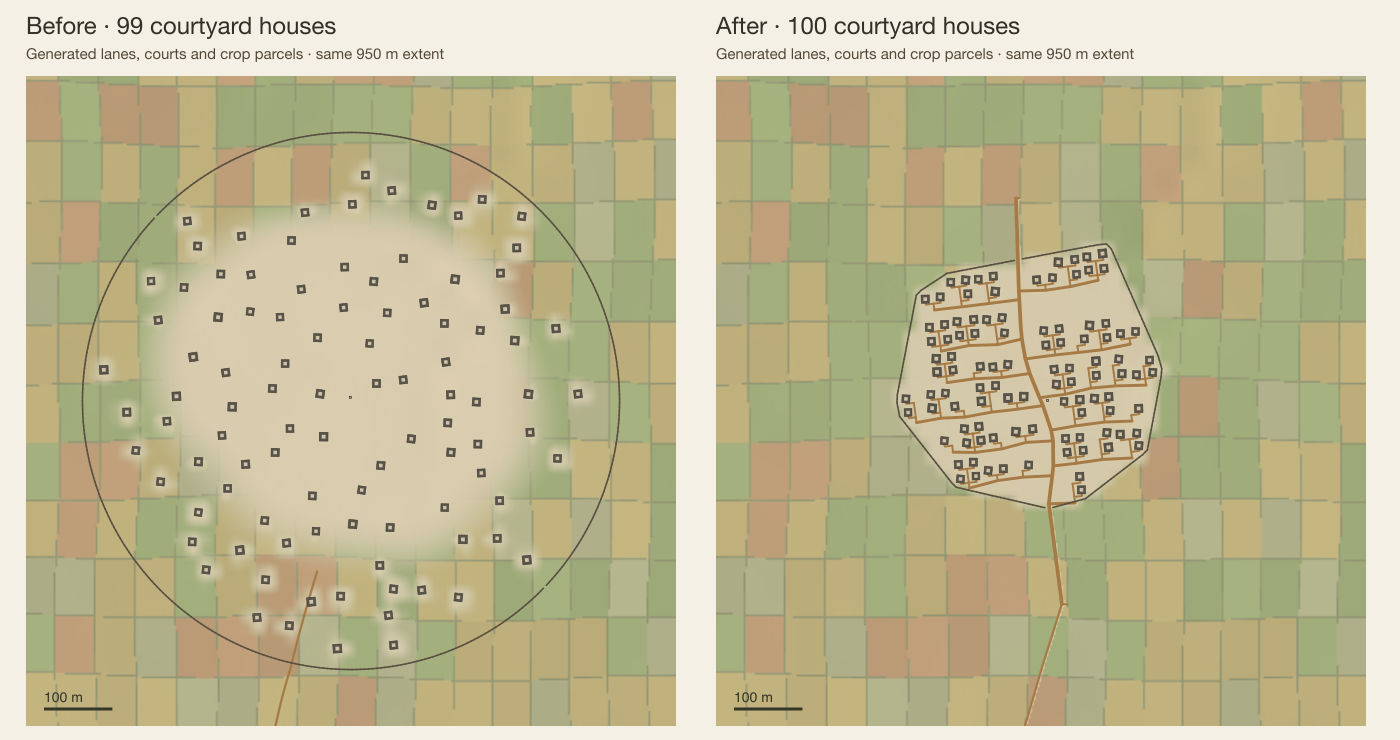 Before · 99 courtyard houses
Generated lanes, courts and crop parcels · same 950 m extent
100 m
After · 100 courtyard houses
Generated lanes, courts and crop parcels · same 950 m extent
100 m